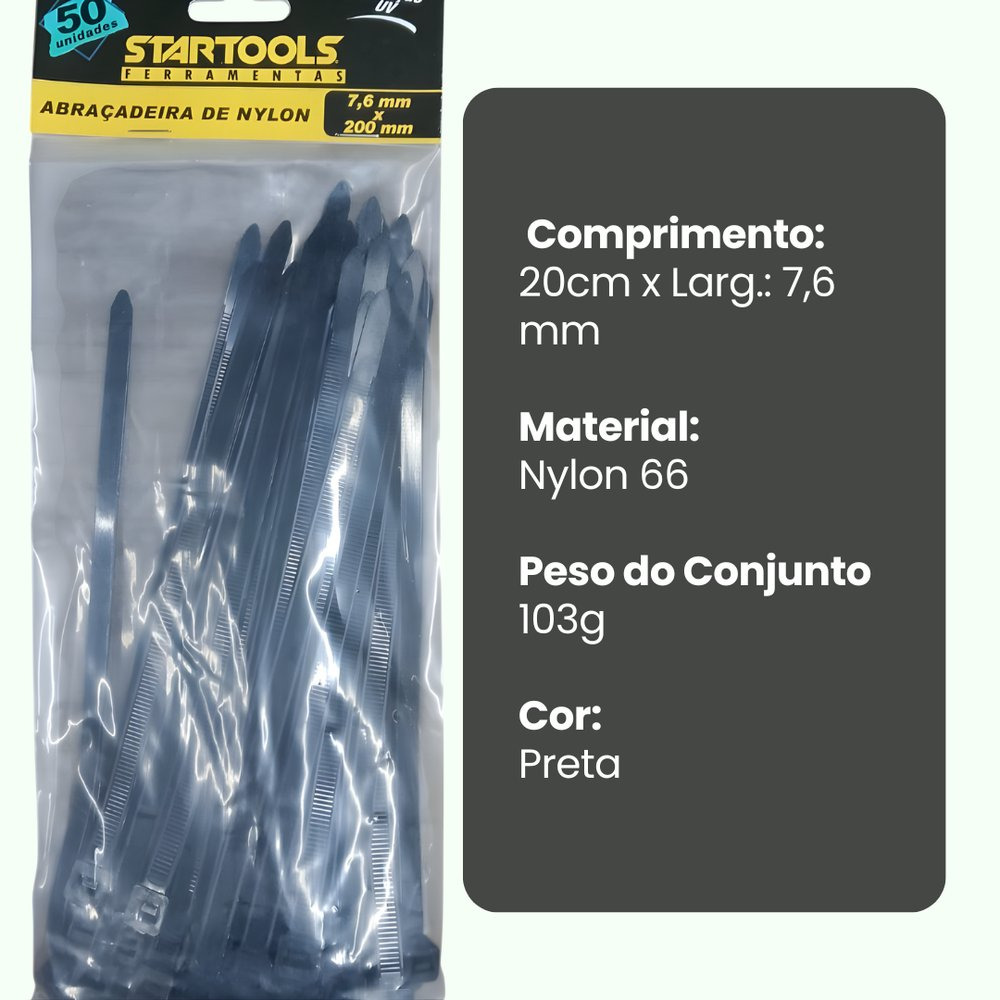 50
unidades
UV
STARTOOLS
FERRAMENTAS
ABRAÇADEIRA DE NYLON
7,6 mm
x
200 mm
Comprimento:
20cm x Larg.: 7,6
mm
Material:
Nylon 66
Peso do Conjunto
103g
Cor:
Preta